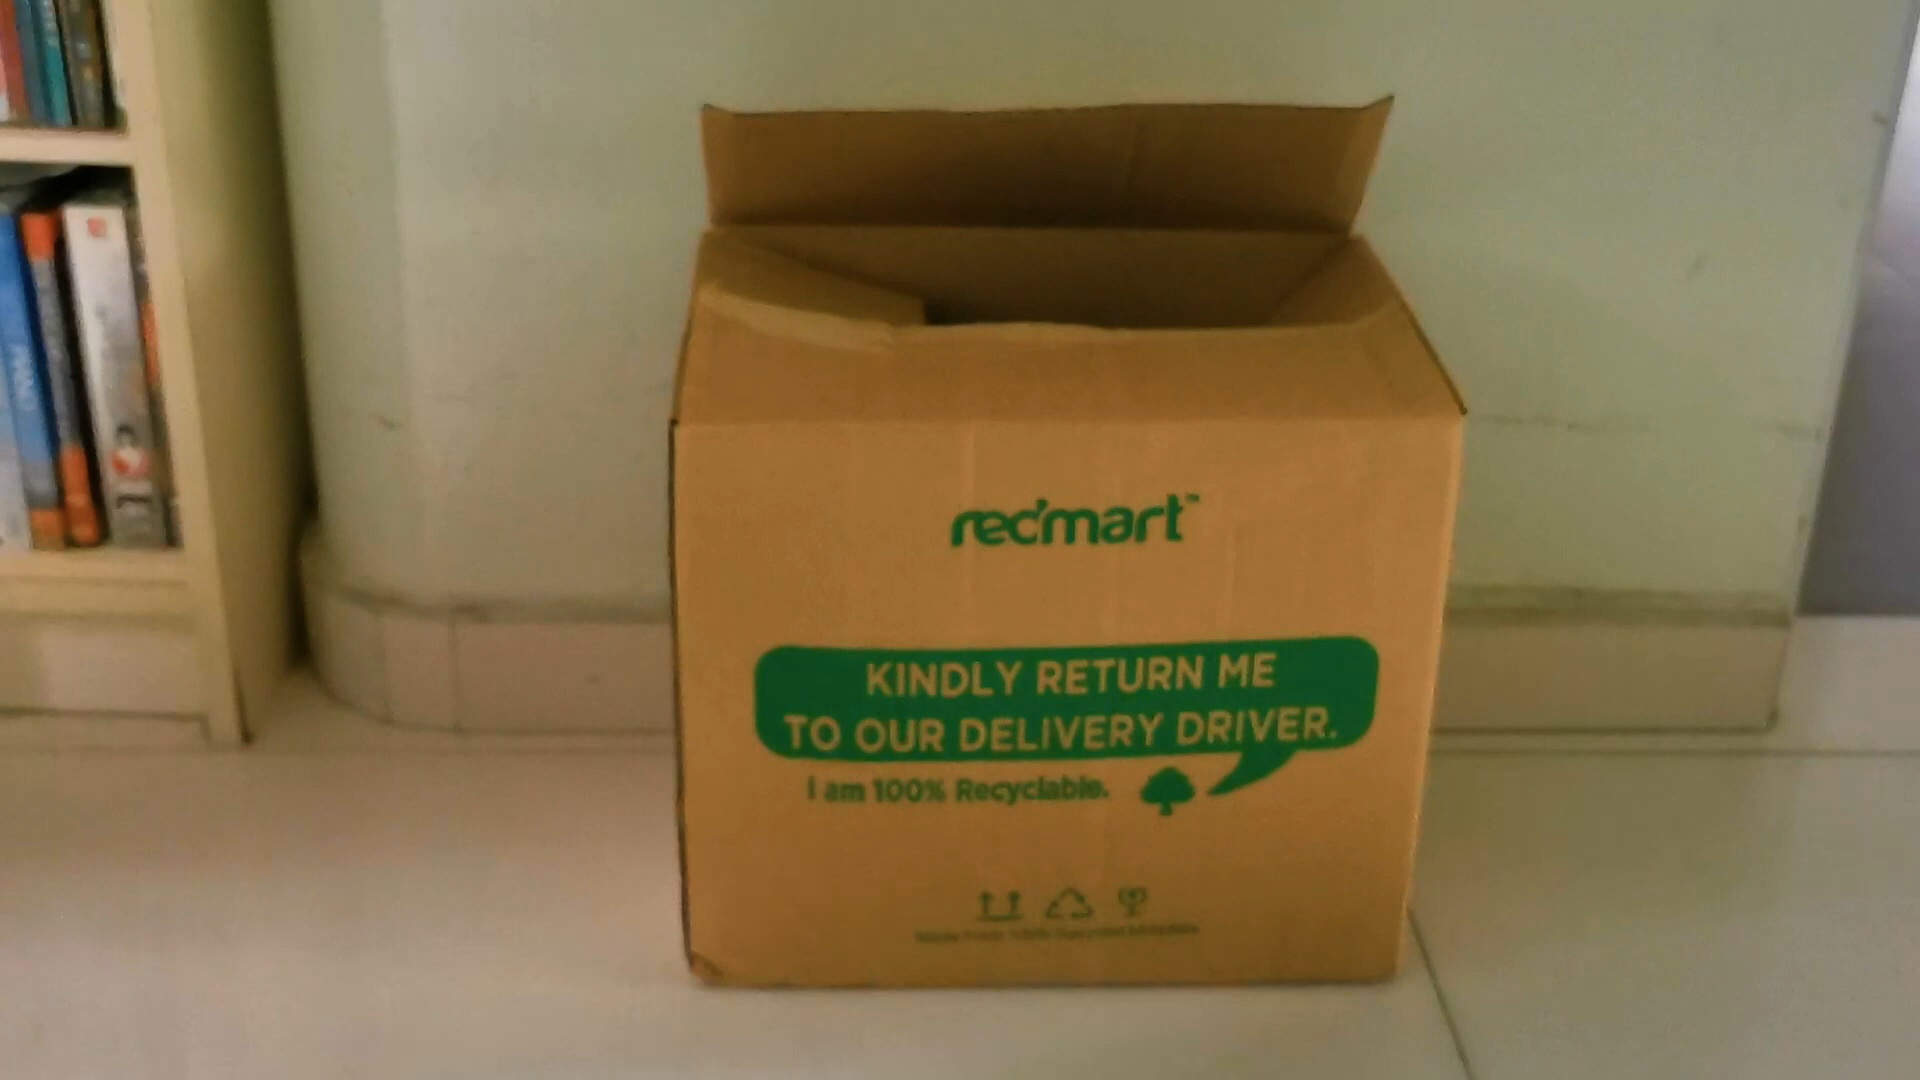 redmart™
KINDLY RETURN ME
TO OUR DELIVERY DRIVER.
I am 100% Recyclable.